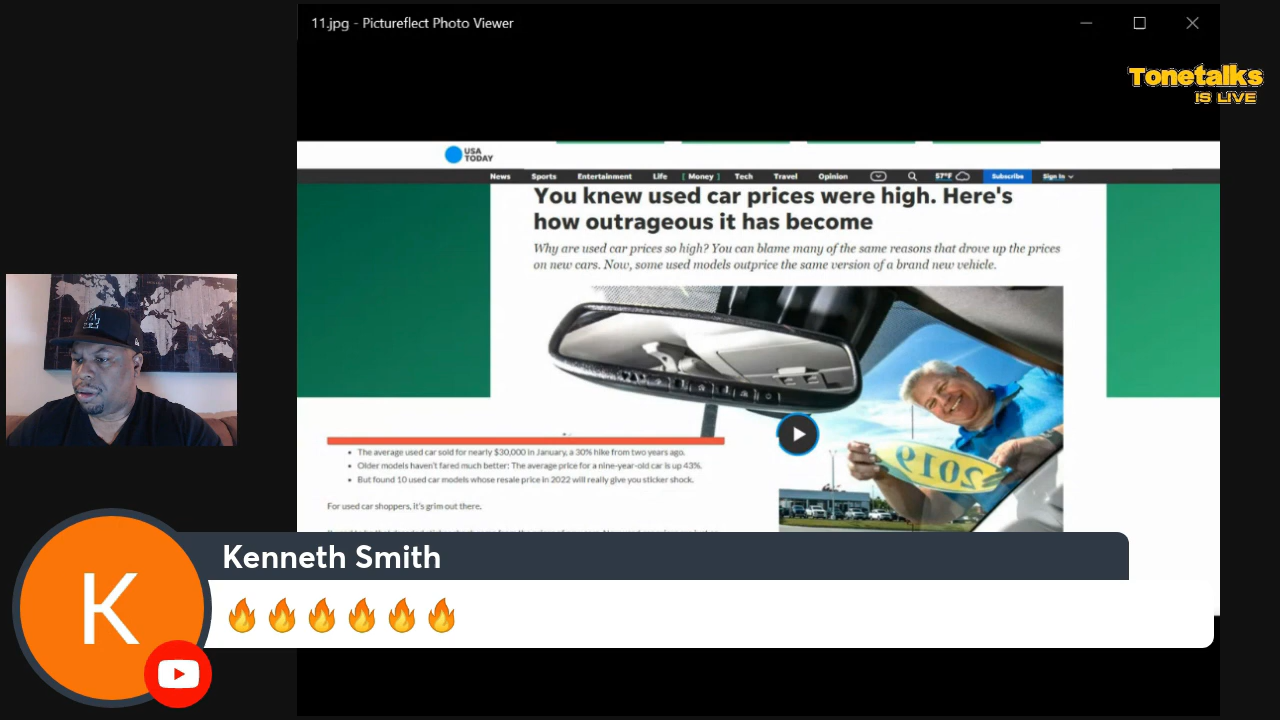 11.jpg - Pictureflect Photo Viewer
Tonetalks
IS LIVE
USA
TODAY
News Sports Entertainment Life [ Money ] Tech Travel Opinion 57°F Subscribe Sign In
You knew used car prices were high. Here's
how outrageous it has become
Why are used car prices so high? You can blame many of the same reasons that drove up the prices
on new cars. Now, some used models outprice the same version of a brand new vehicle.
2019
• The average used car sold for nearly $30,000 in January, a 30% hike from two years ago.
• Older models haven't fared much better: The average price for a nine-year-old car is up 43%.
• But found 10 used car models whose resale price in 2022 will really give you sticker shock.
For used car shoppers, it's grim out there.
Kenneth Smith
K
🔥🔥🔥🔥🔥🔥